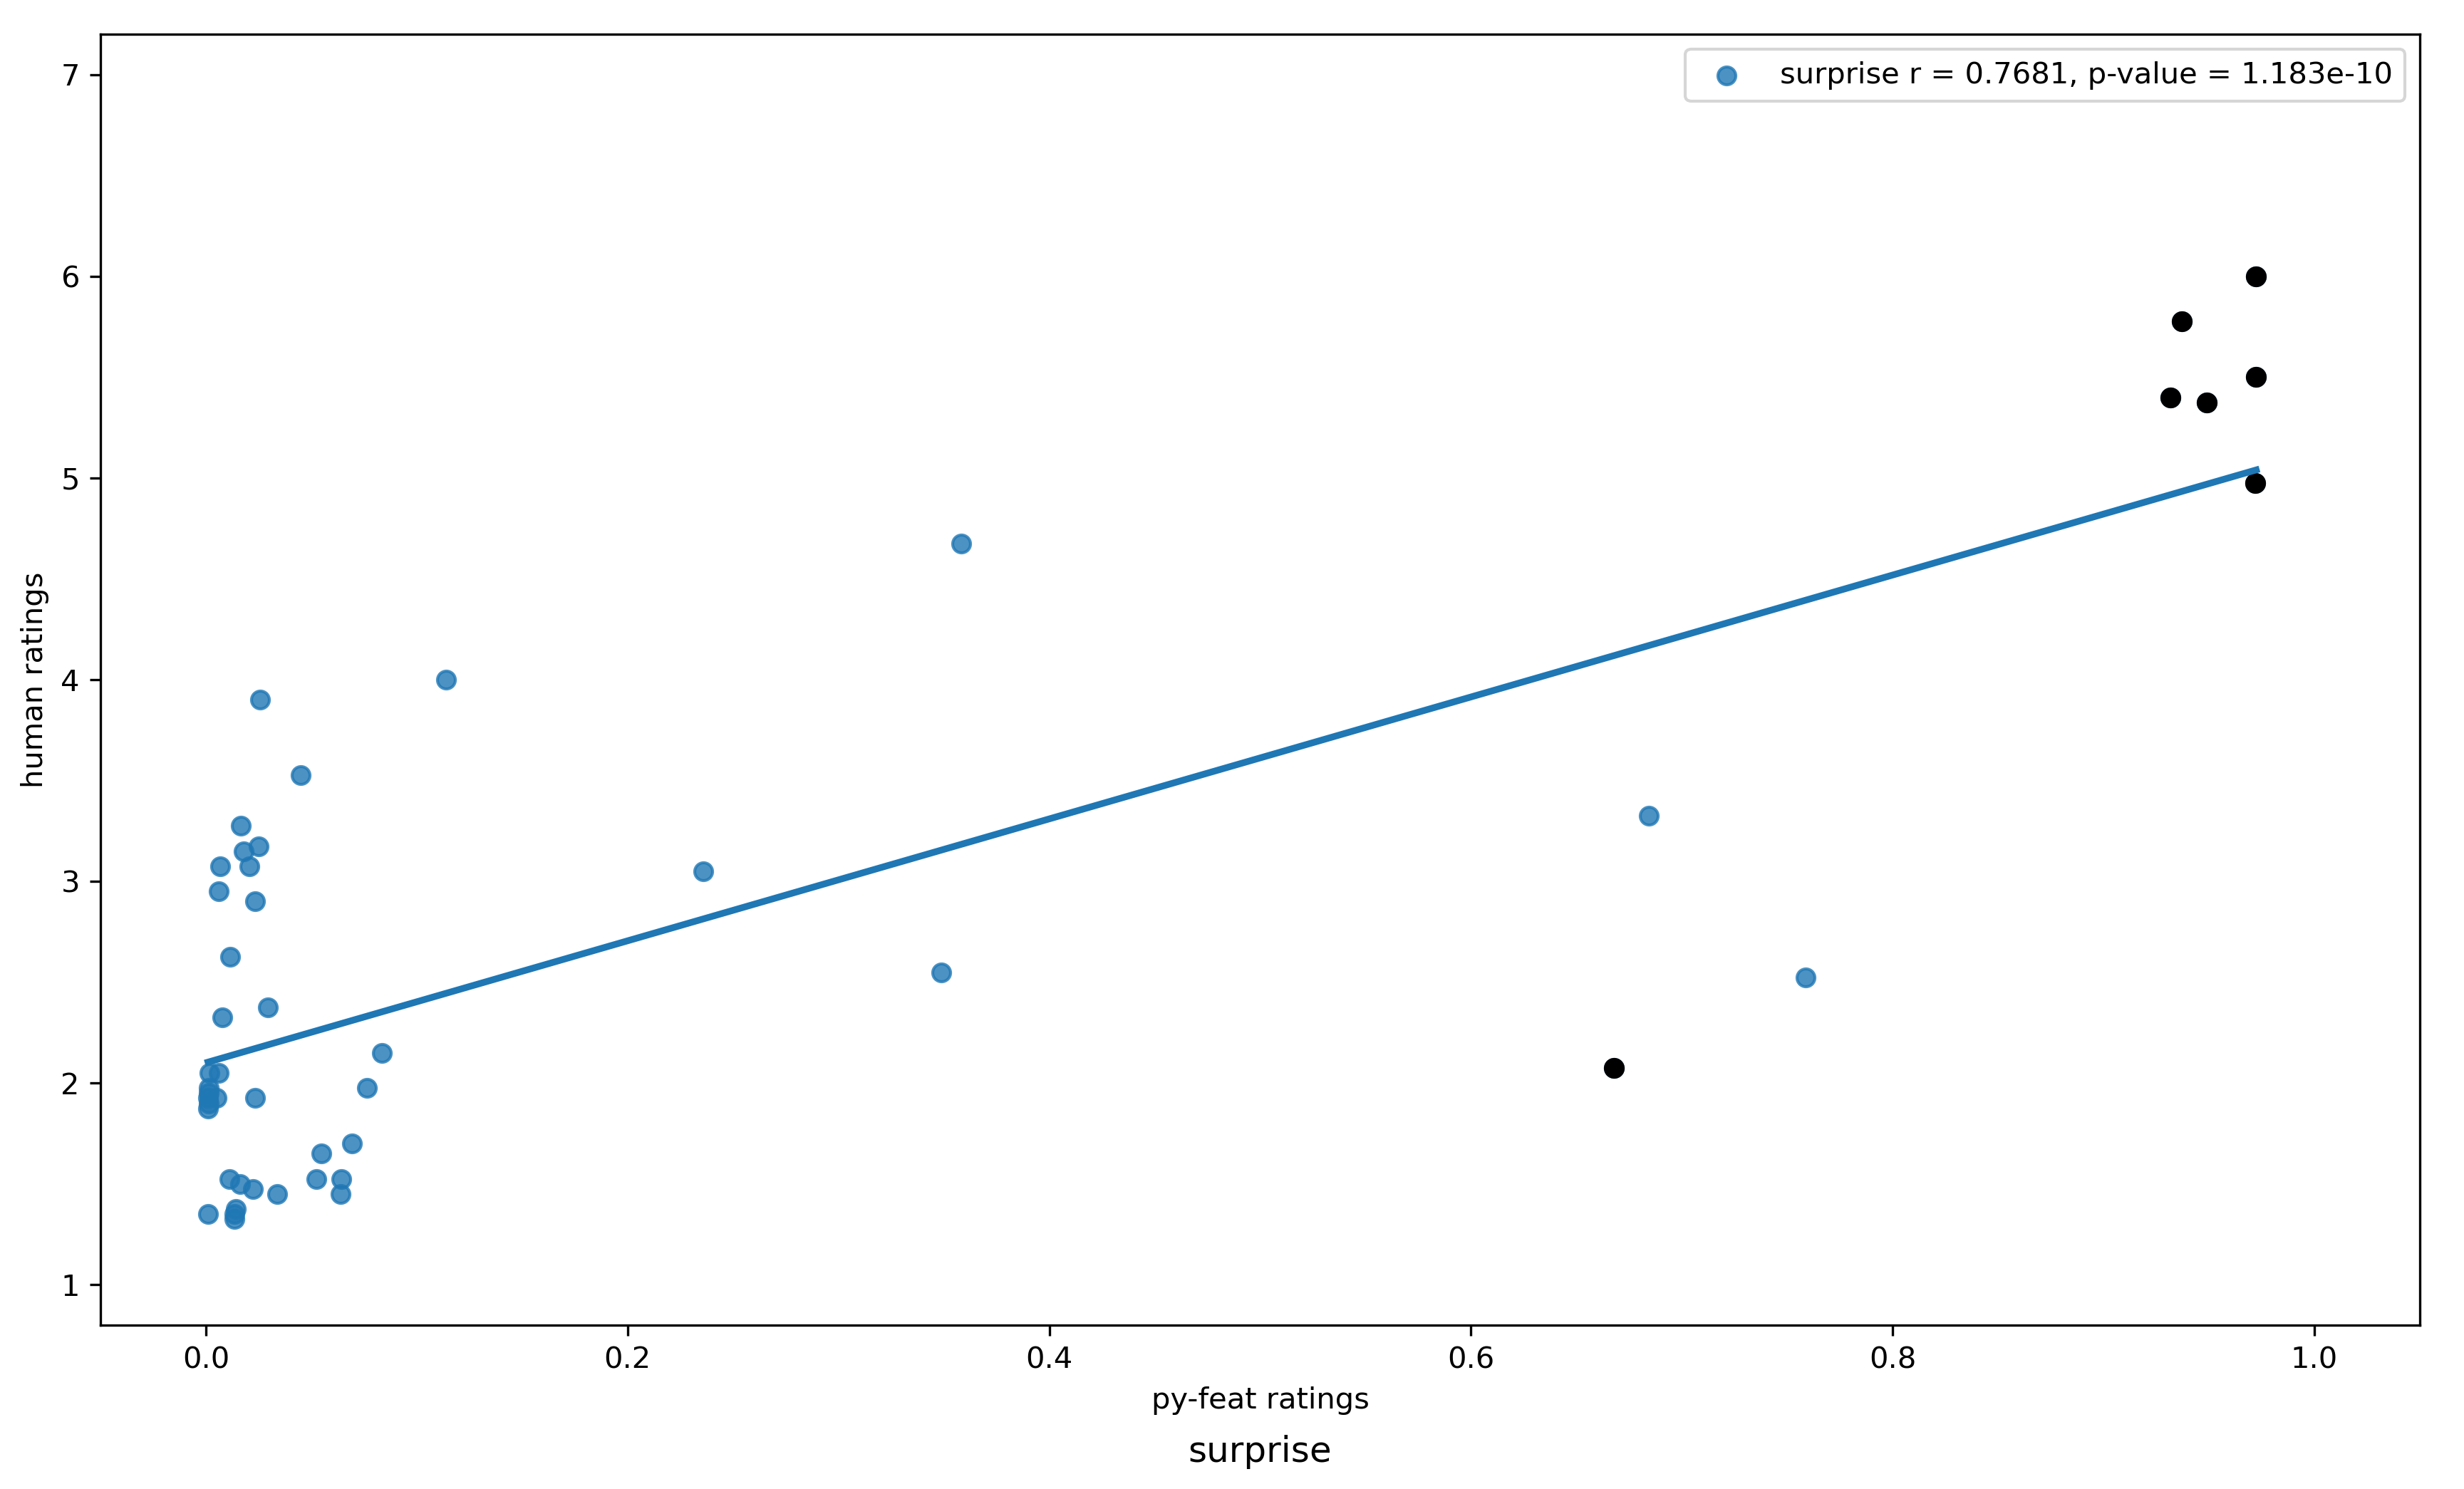 surprise r = 0.7681, p-value = 1.183e-10
7
6
5
4
3
2
1
human ratings
0.0 0.2 0.4 0.6 0.8 1.0
py-feat ratings
surprise